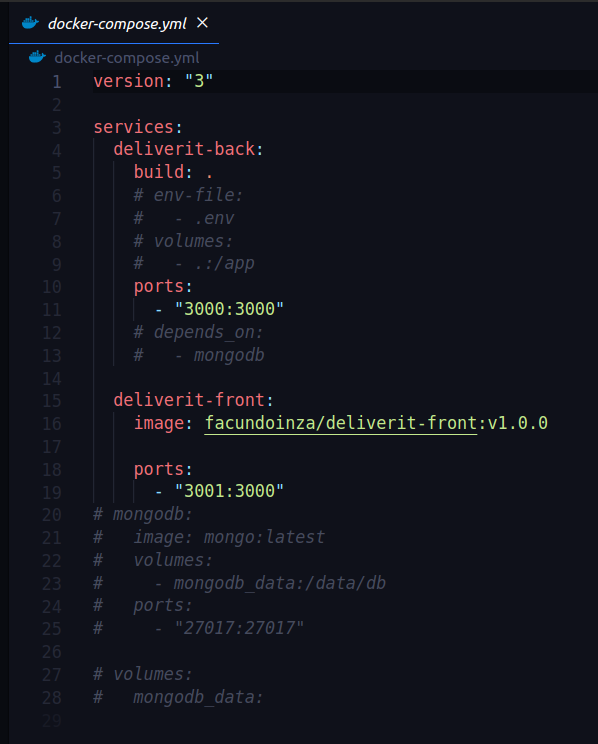 docker-compose.yml ×
docker-compose.yml
1 version: "3"
2
3 services:
4   deliverit-back:
5     build: .
6     # env-file:
7     #   - .env
8     # volumes:
9     #   - .:/app
10     ports:
11       - "3000:3000"
12     # depends_on:
13     #   - mongodb
14
15   deliverit-front:
16     image: facundoinza/deliverit-front:v1.0.0
17
18     ports:
19       - "3001:3000"
20 # mongodb:
21 #   image: mongo:latest
22 #   volumes:
23 #     - mongodb_data:/data/db
24 #   ports:
25 #     - "27017:27017"
26
27 # volumes:
28 #   mongodb_data:
29